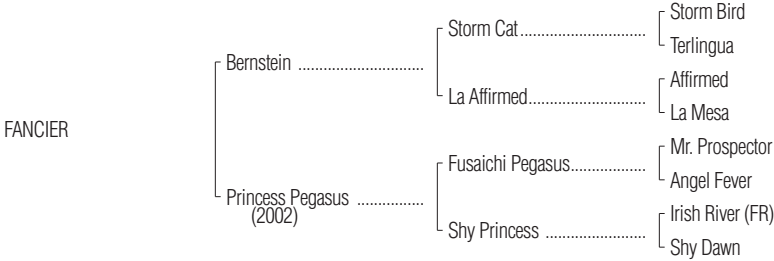 Storm Bird
Storm Cat..............................
Terlingua
Bernstein ..............................
Affirmed
La Affirmed............................
La Mesa
FANCIER
Mr. Prospector
Fusaichi Pegasus..................
Angel Fever
Princess Pegasus ................
(2002)
Irish River (FR)
Shy Princess ........................
Shy Dawn